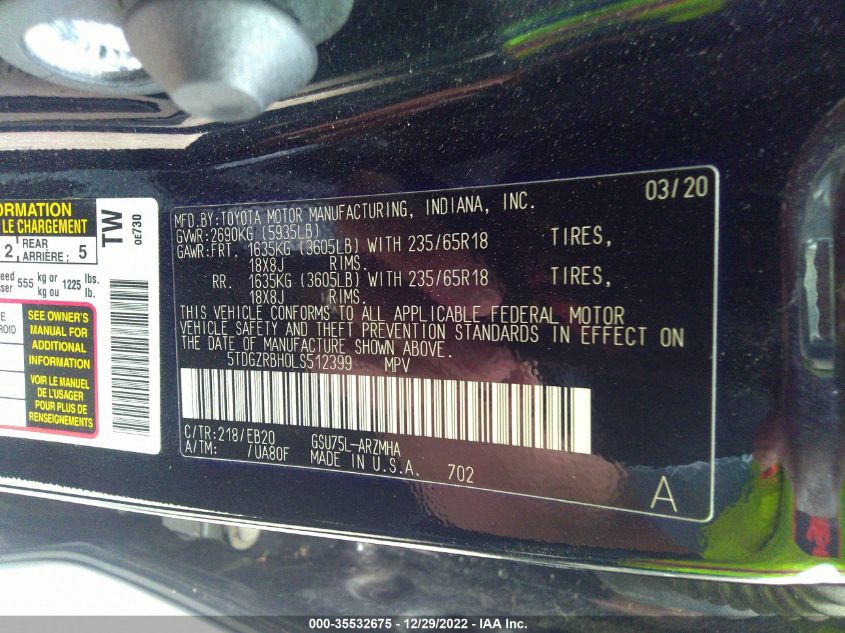 ORMATION
LE CHARGEMENT
2 REAR ARRIÈRE: 5
555 kg or kg ou 1225 lbs. lb.
SEE OWNER'S
MANUAL FOR
ADDITIONAL
INFORMATION
VOIR LE MANUEL
DE L'USAGER
POUR PLUS DE
RENSEIGNEMENTS
TW
0E730
03/20
MFD.BY:TOYOTA MOTOR MANUFACTURING, INDIANA, INC.
GVWR:2690KG (5935LB)
GAWR:FRT. 1635KG (3605LB) WITH 235/65R18 TIRES,
18X8J RIMS.
RR. 1635KG (3605LB) WITH 235/65R18 TIRES,
18X8J RIMS.
THIS VEHICLE CONFORMS TO ALL APPLICABLE FEDERAL MOTOR
VEHICLE SAFETY AND THEFT PREVENTION STANDARDS IN EFFECT ON
THE DATE OF MANUFACTURE SHOWN ABOVE.
5TDGZRBH0LS512399 MPV
C/TR:218/EB20 GSU75L-ARZMHA
A/TM: /UA80F MADE IN U.S.A. 702
A
000-35532675 - 12/29/2022 - IAA Inc.